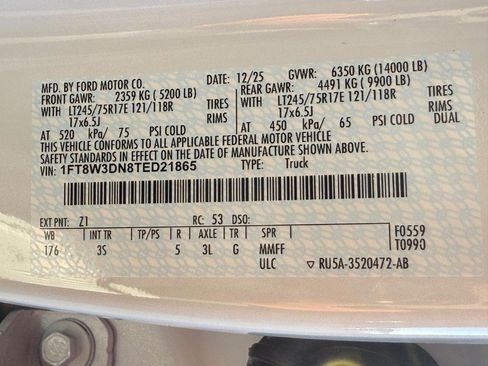 MFD. BY FORD MOTOR CO. DATE: 12/25 GVWR: 6350 KG (14000 LB)
FRONT GAWR: 2359 KG (5200 LB) REAR GAWR: 4491 KG (9900 LB)
WITH LT245/75R17E 121/118R TIRES WITH LT245/75R17E 121/118R TIRES
17x6.5J RIMS 17x6.5J RIMS
AT 520 kPa/ 75 PSI COLD AT 450 kPa/ 65 PSI COLD DUAL
THIS VEHICLE CONFORMS TO ALL APPLICABLE FEDERAL MOTOR VEHICLE
SAFETY AND THEFT PREVENTION STANDARDS IN EFFECT ON THE DATE OF MANUFACTURE SHOWN ABOVE.
VIN: 1FT8W3DN8TED21865 TYPE: Truck
EXT PNT: Z1 RC: 53 DSO:
WB INT TR TP/PS R AXLE TR SPR F0559
176 3S 5 3L G MMFF T0990
ULC ▽ RU5A-3520472-AB